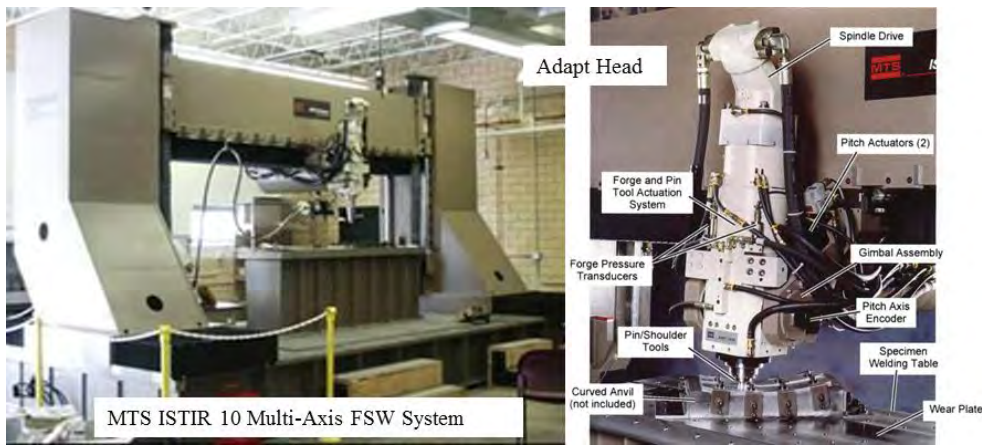 Adapt Head
MTS ISTIR 10 Multi-Axis FSW System
MTS
IS
Spindle Drive
Pitch Actuators (2)
Forge and Pin
Tool Actuation
System
Gimbal Assembly
Forge Pressure
Transducers
Pitch Axis
Encoder
Pin/Shoulder
Tools
Specimen
Welding Table
Curved Anvil
(not included)
Wear Plate